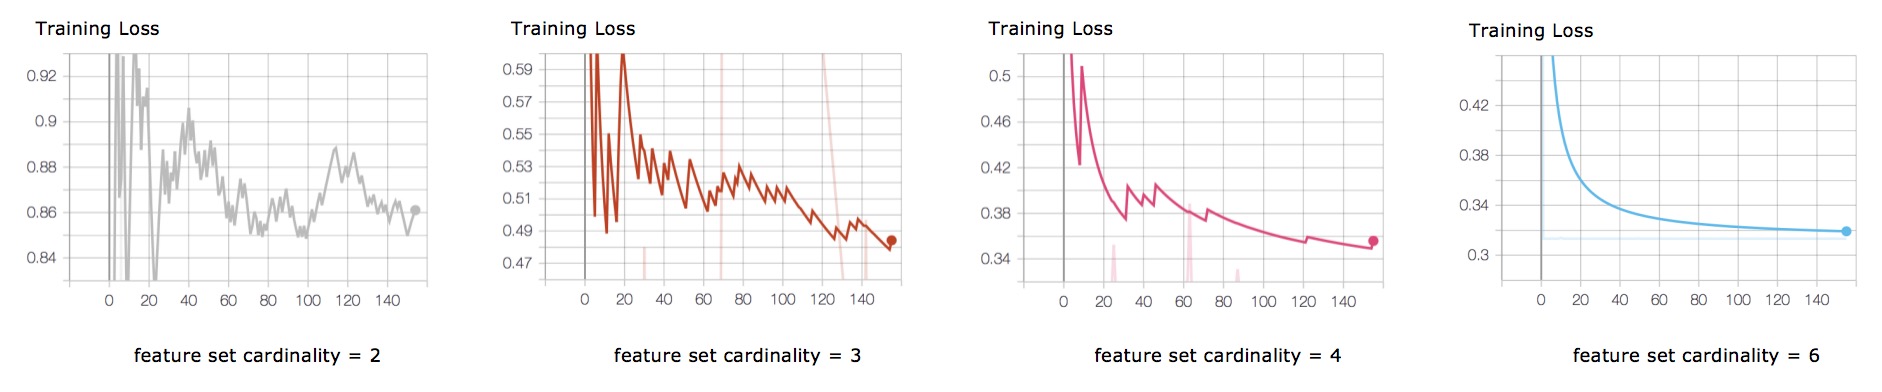 Training Loss
0.92
0.9
0.88
0.86
0.84
0 20 40 60 80 100 120 140
feature set cardinality = 2
Training Loss
0.59
0.57
0.55
0.53
0.51
0.49
0.47
0 20 40 60 80 100 120 140
feature set cardinality = 3
Training Loss
0.5
0.46
0.42
0.38
0.34
0 20 40 60 80 100 120 140
feature set cardinality = 4
Training Loss
0.42
0.38
0.34
0.3
0 20 40 60 80 100 120 140
feature set cardinality = 6